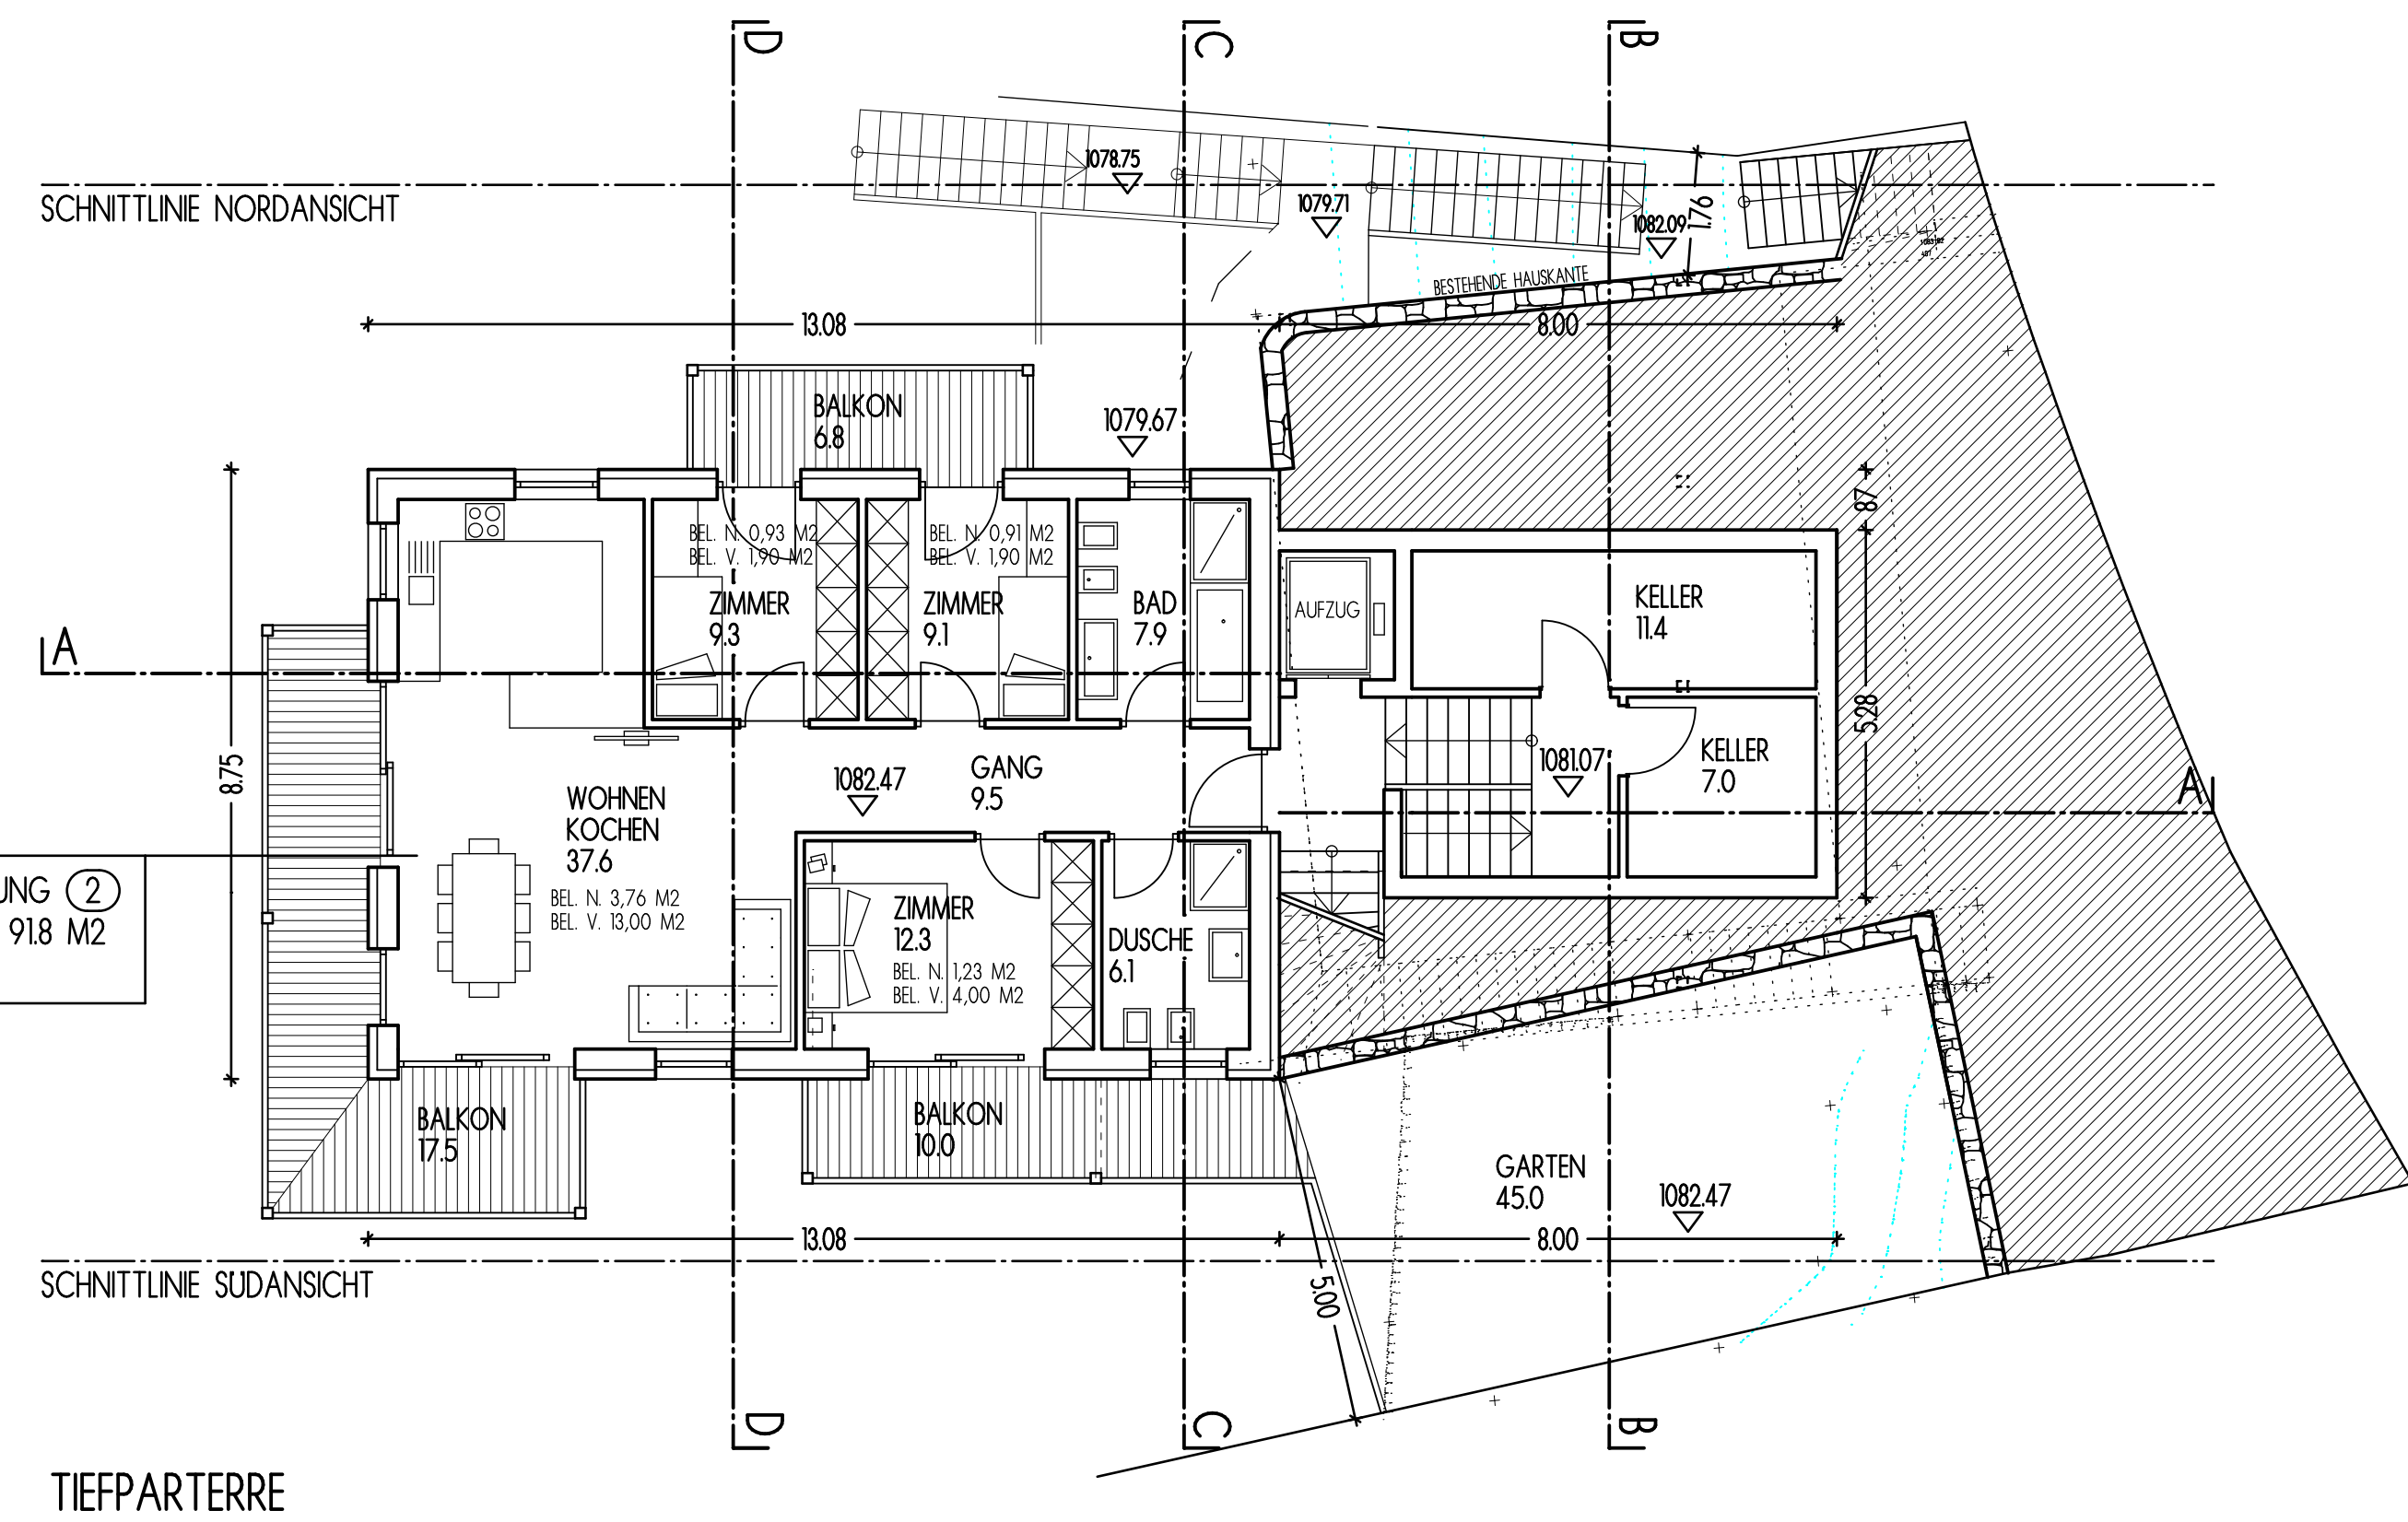 D
C
B
1078.75
1079.71
1082.09
1.76
SCHNITTLINIE NORDANSICHT
BESTEHENDE HAUSKANTE
13.08
8.00
BALKON
6.8
1079.67
87
BEL. N. 0,93 M2
BEL. V. 1,90 M2
BEL. N. 0,91 M2
BEL. V. 1,90 M2
ZIMMER
9.3
ZIMMER
9.1
BAD
7.9
AUFZUG
KELLER
11.4
A
5.28
8.75
1082.47
GANG
9.5
1081.07
KELLER
7.0
A
WOHNEN
KOCHEN
37.6
BEL. N. 3,76 M2
BEL. V. 13,00 M2
UNG 2
91.8 M2
ZIMMER
12.3
BEL. N. 1,23 M2
BEL. V. 4,00 M2
DUSCHE
6.1
BALKON
17.5
BALKON
10.0
GARTEN
45.0
1082.47
13.08
8.00
SCHNITTLINIE SÜDANSICHT
5.00
D
C
B
TIEFPARTERRE